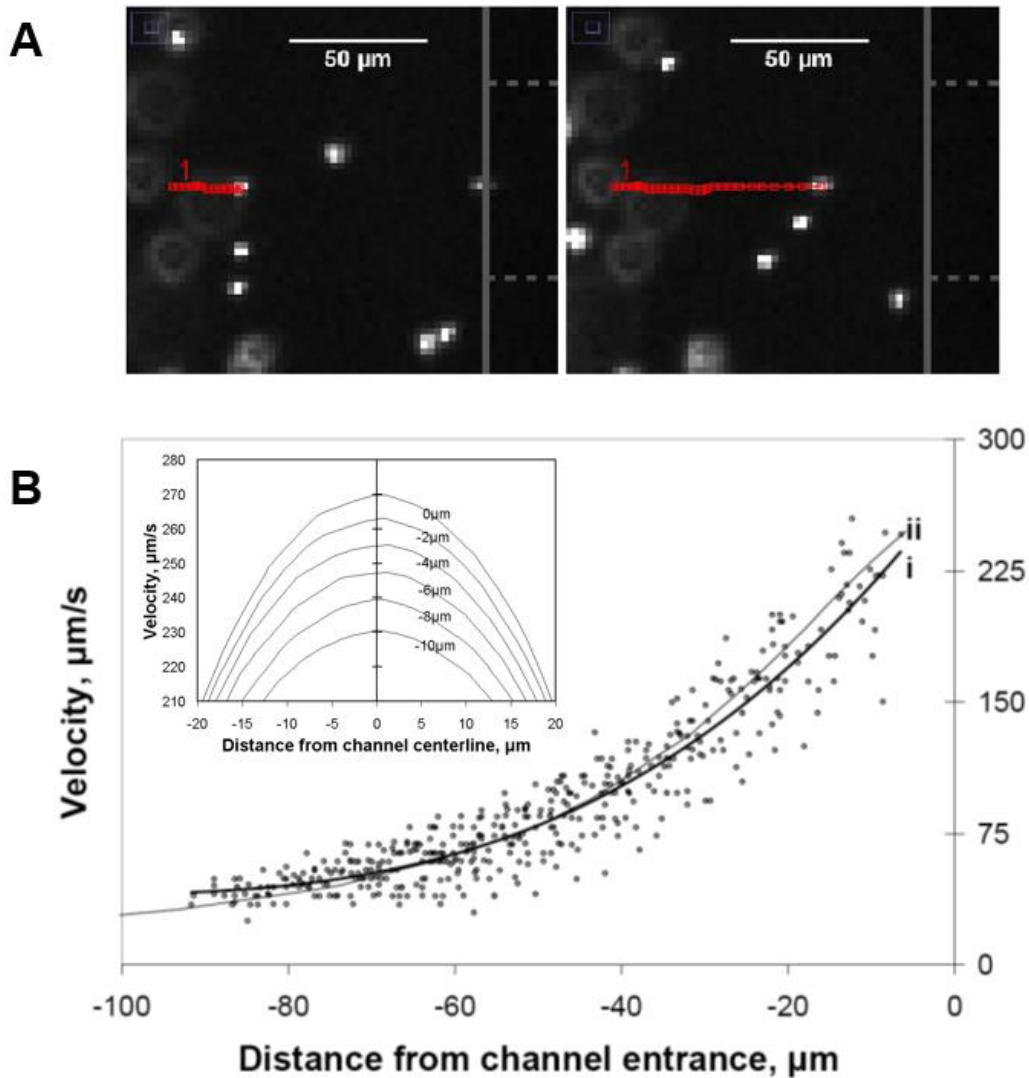 A
50 µm
50 µm
1
1
B
Velocity, µm/s
300
225
150
75
0
-100
-80
-60
-40
-20
0
Distance from channel entrance, µm
ii
i
Velocity, µm/s
280
270
260
250
240
230
220
210
-20
-15
-10
-5
0
5
10
15
20
Distance from channel centerline, µm
0µm
-2µm
-4µm
-6µm
-8µm
-10µm